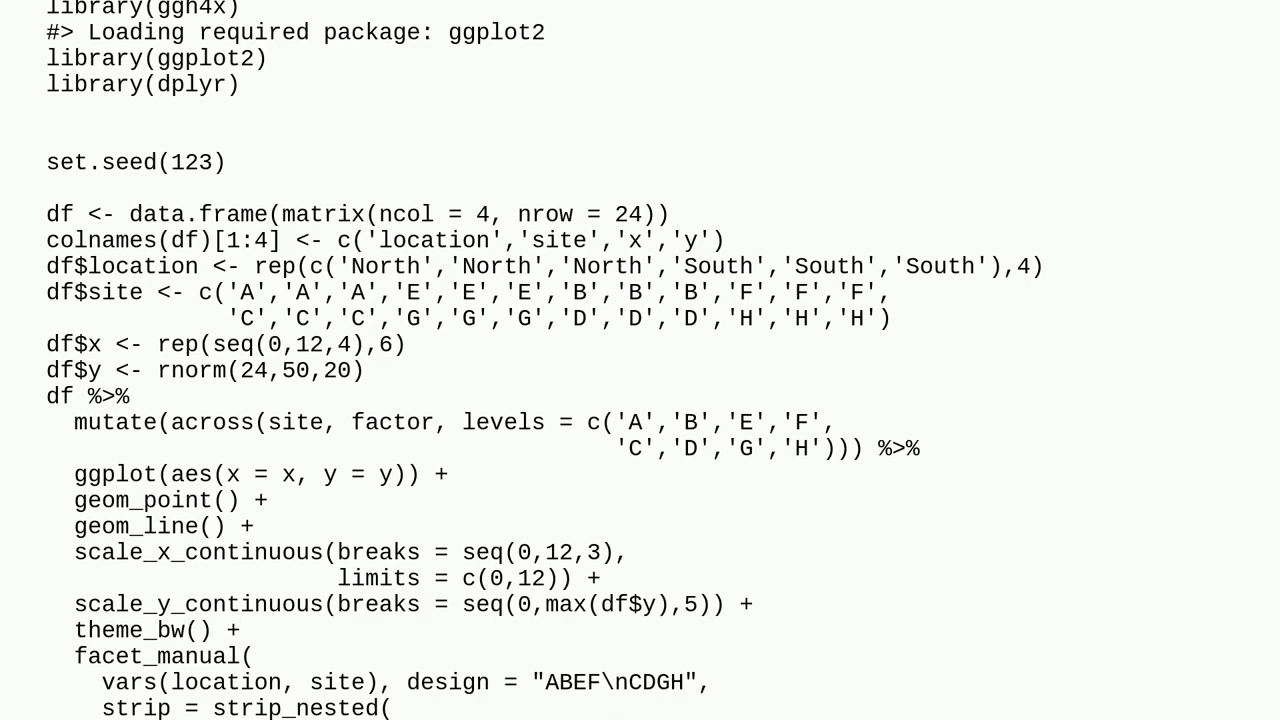 library(ggh4x)
#> Loading required package: ggplot2
library(ggplot2)
library(dplyr)
set.seed(123)
df <- data.frame(matrix(ncol = 4, nrow = 24))
colnames(df)[1:4] <- c('location','site','x','y')
df$location <- rep(c('North','North','North','South','South','South'),4)
df$site <- c('A','A','A','E','E','E','B','B','B','F','F','F',
             'C','C','C','G','G','G','D','D','D','H','H','H')
df$x <- rep(seq(0,12,4),6)
df$y <- rnorm(24,50,20)
df %>%
  mutate(across(site, factor, levels = c('A','B','E','F',
                                         'C','D','G','H'))) %>%
  ggplot(aes(x = x, y = y)) +
  geom_point() +
  geom_line() +
  scale_x_continuous(breaks = seq(0,12,3),
                     limits = c(0,12)) +
  scale_y_continuous(breaks = seq(0,max(df$y),5)) +
  theme_bw() +
  facet_manual(
    vars(location, site), design = "ABEF\nCDGH",
    strip = strip_nested(